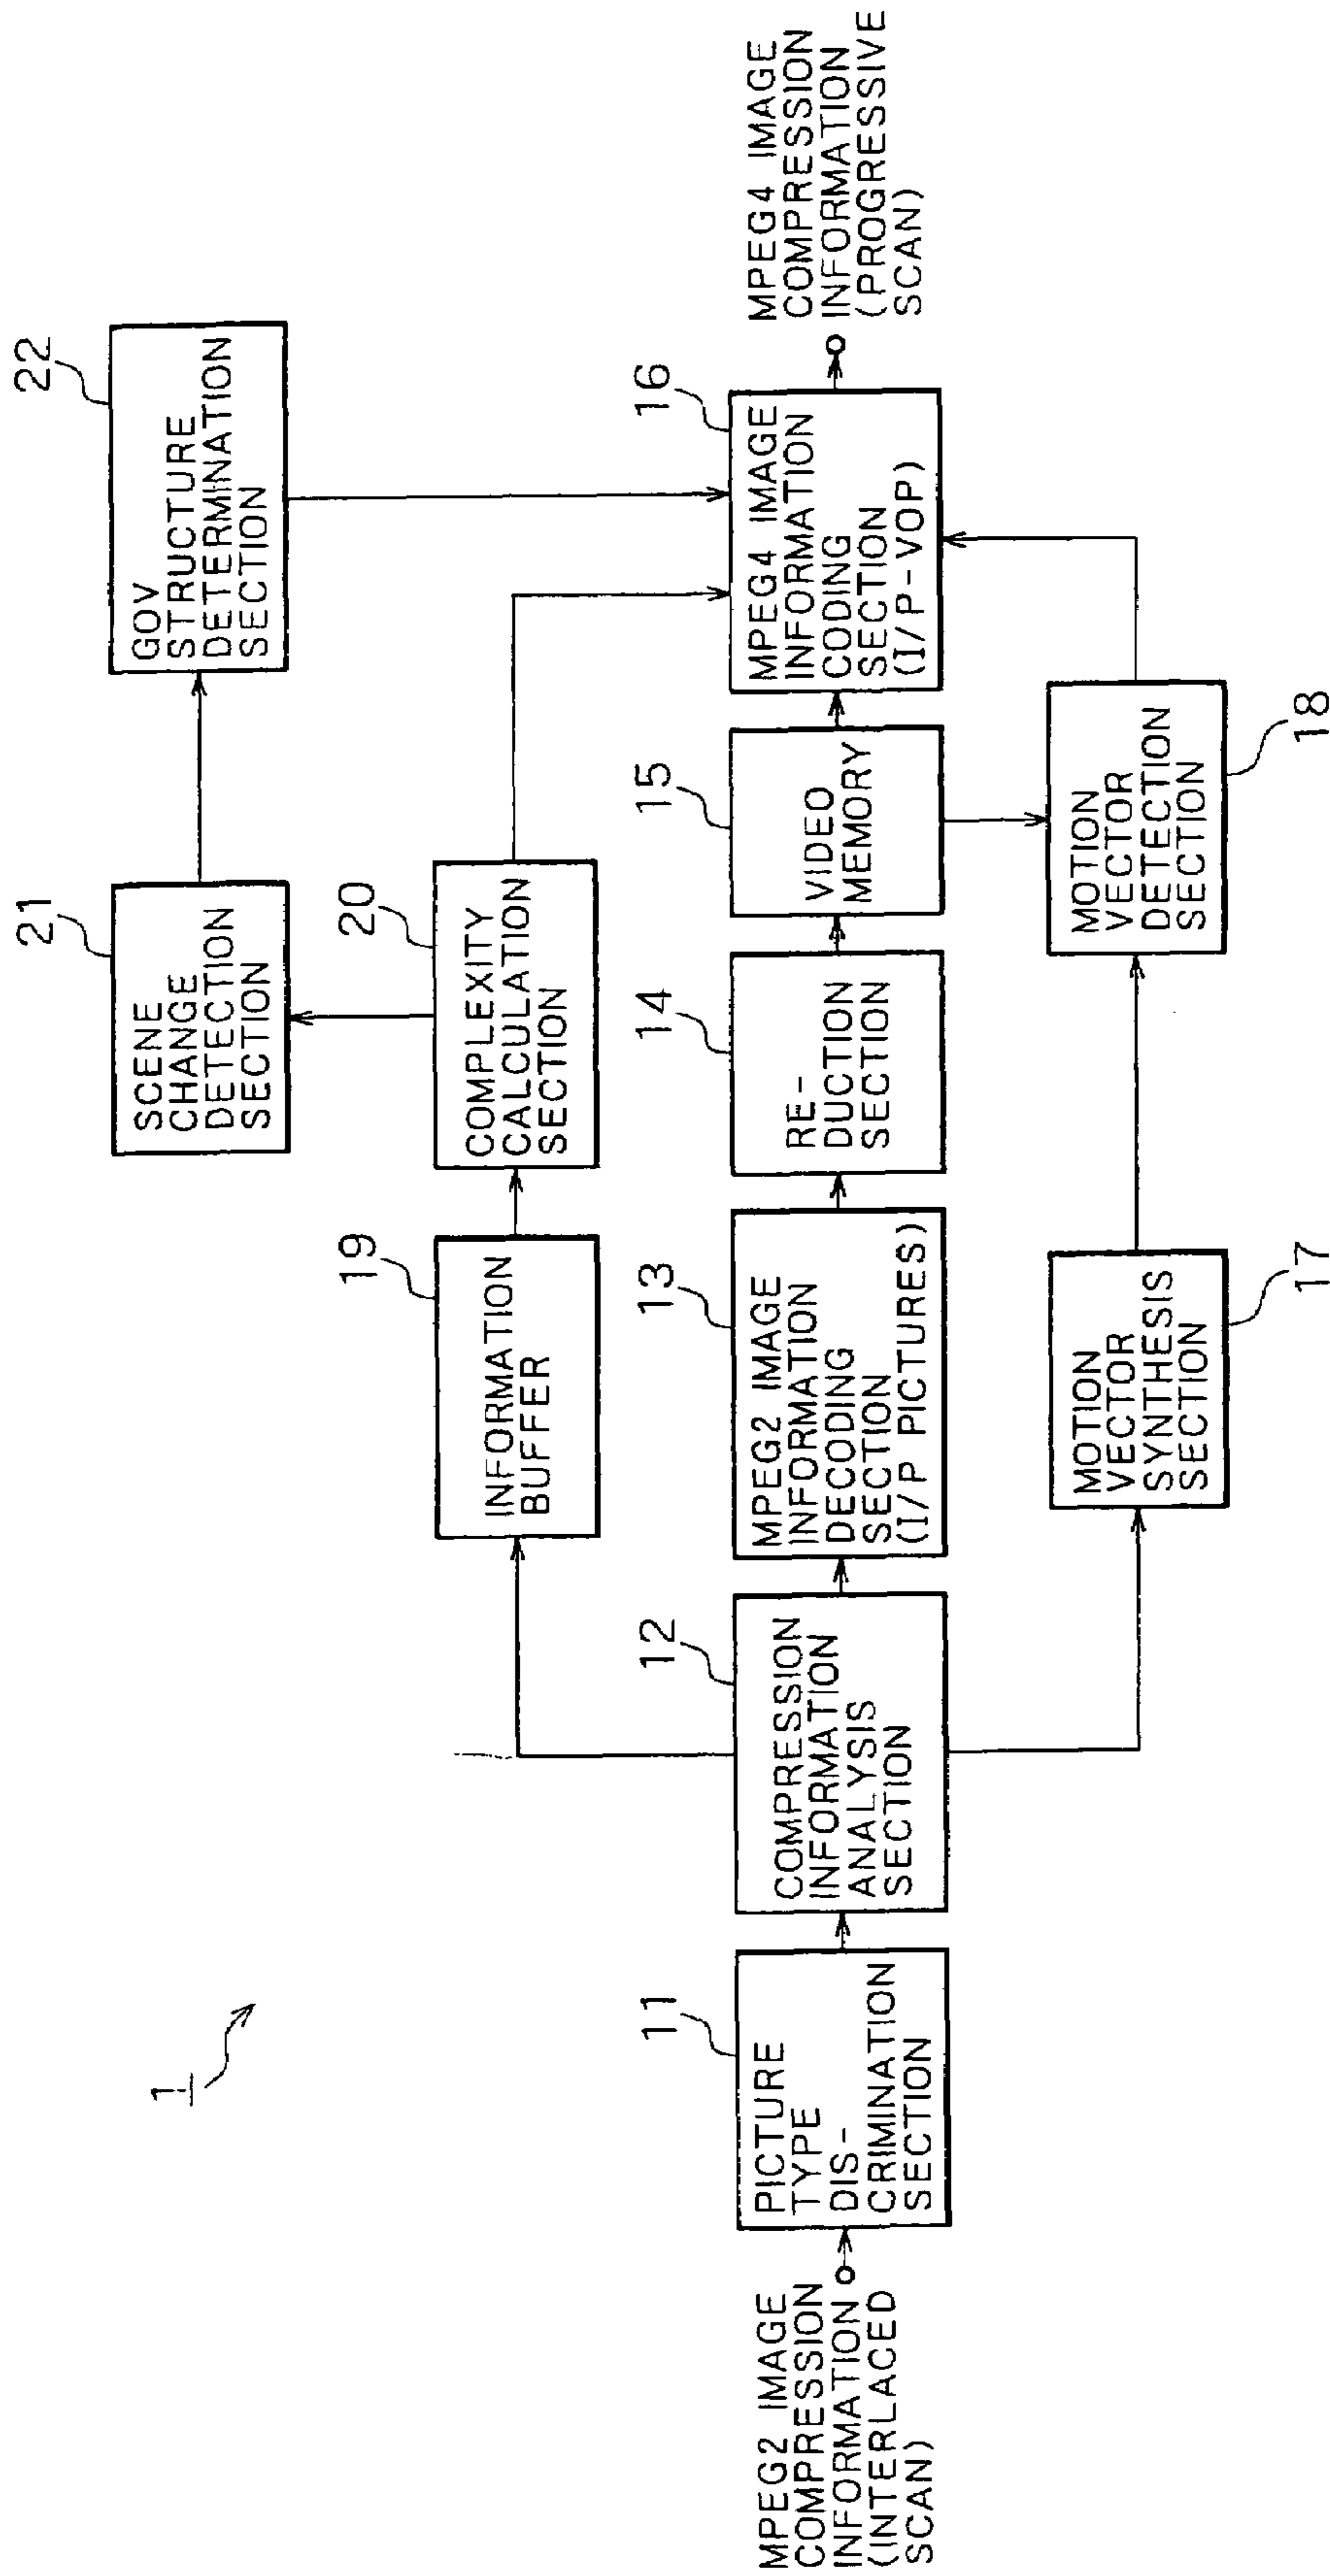 1
22
GOV
STRUCTURE
DETERMINATION
SECTION
21
SCENE
CHANGE
DETECTION
SECTION
19
INFORMATION
BUFFER
20
COMPLEXITY
CALCULATION
SECTION
MPEG2 IMAGE
COMPRESSION
INFORMATION
(INTERLACED
SCAN)
11
PICTURE
TYPE
DIS-
CRIMINATION
SECTION
12
COMPRESSION
INFORMATION
ANALYSIS
SECTION
13
MPEG2 IMAGE
INFORMATION
DECODING
SECTION
(I/P PICTURES)
14
RE-
DUCTION
SECTION
15
VIDEO
MEMORY
16
MPEG4 IMAGE
INFORMATION
CODING
SECTION
(I/P-VOP)
MPEG4 IMAGE
COMPRESSION
INFORMATION
(PROGRESSIVE
SCAN)
MOTION
VECTOR
SYNTHESIS
SECTION
17
MOTION
VECTOR
DETECTION
SECTION
18